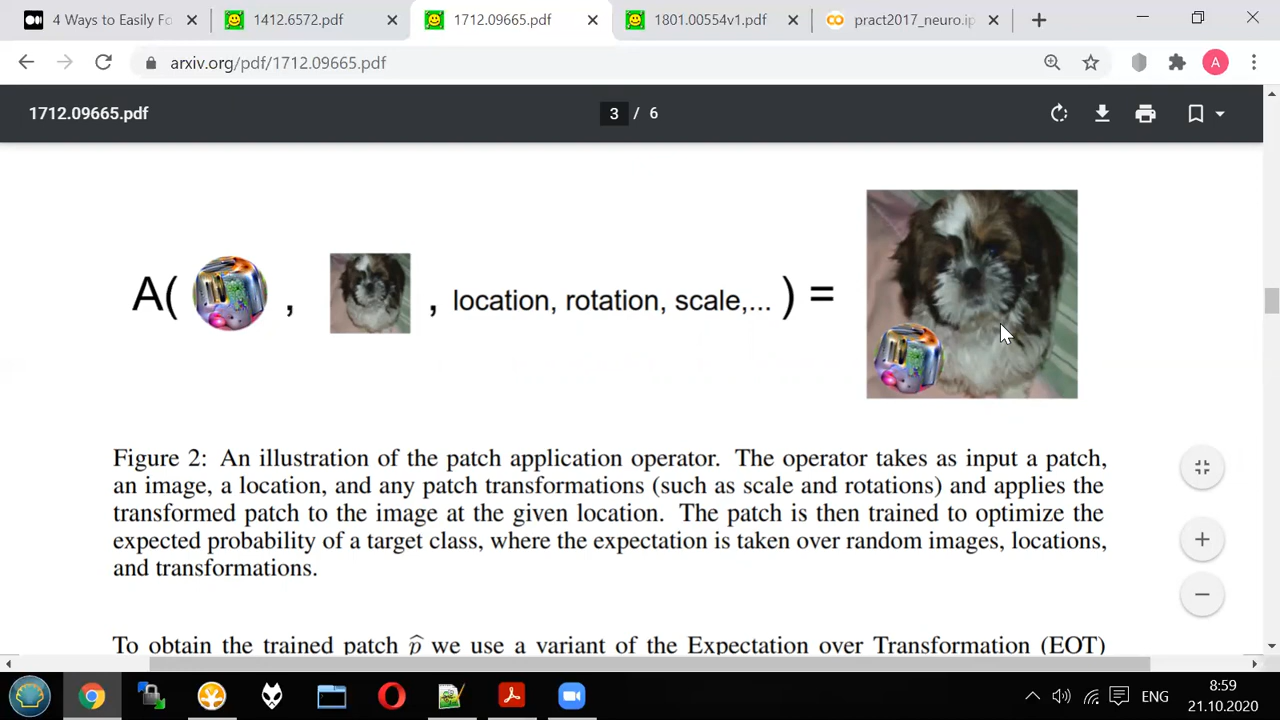 4 Ways to Easily Fo
1412.6572.pdf
1712.09665.pdf
1801.00554v1.pdf
pract2017_neuro.ip
arxiv.org/pdf/1712.09665.pdf
A
1712.09665.pdf
3 / 6
A( , , location, rotation, scale,... ) =
Figure 2: An illustration of the patch application operator. The operator takes as input a patch,
an image, a location, and any patch transformations (such as scale and rotations) and applies the
transformed patch to the image at the given location. The patch is then trained to optimize the
expected probability of a target class, where the expectation is taken over random images, locations,
and transformations.
To obtain the trained patch p̂ we use a variant of the Expectation over Transformation (EOT)
ENG
8:59
21.10.2020